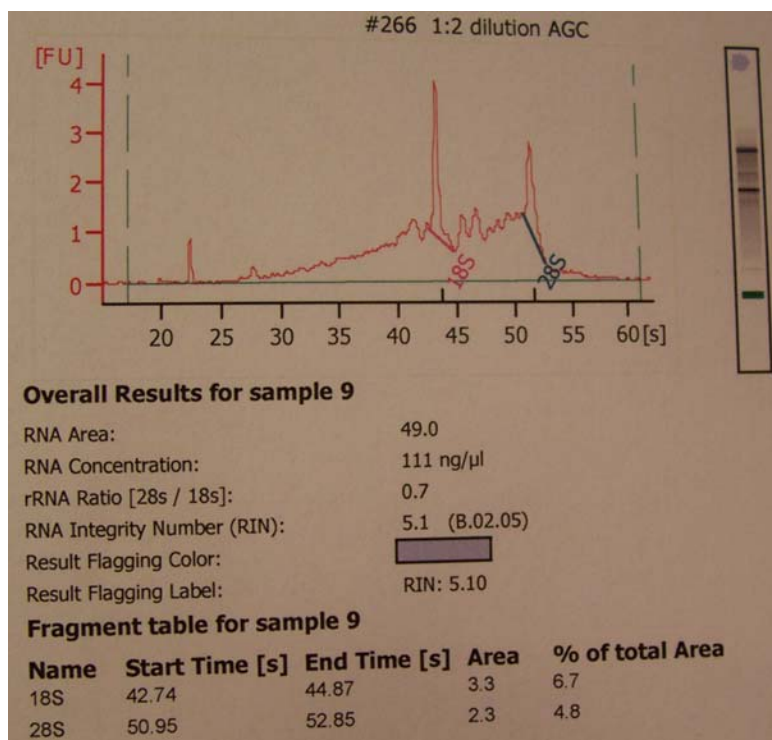 #266 1:2 dilution AGC
[FU]
4
3
2
1
0
18S
28S
20 25 30 35 40 45 50 55 60 [s]
Overall Results for sample 9
RNA Area: 49.0
RNA Concentration: 111 ng/µl
rRNA Ratio [28s / 18s]: 0.7
RNA Integrity Number (RIN): 5.1 (B.02.05)
Result Flagging Color:
Result Flagging Label: RIN: 5.10
Fragment table for sample 9
Name Start Time [s] End Time [s] Area % of total Area
18S 42.74 44.87 3.3 6.7
28S 50.95 52.85 2.3 4.8